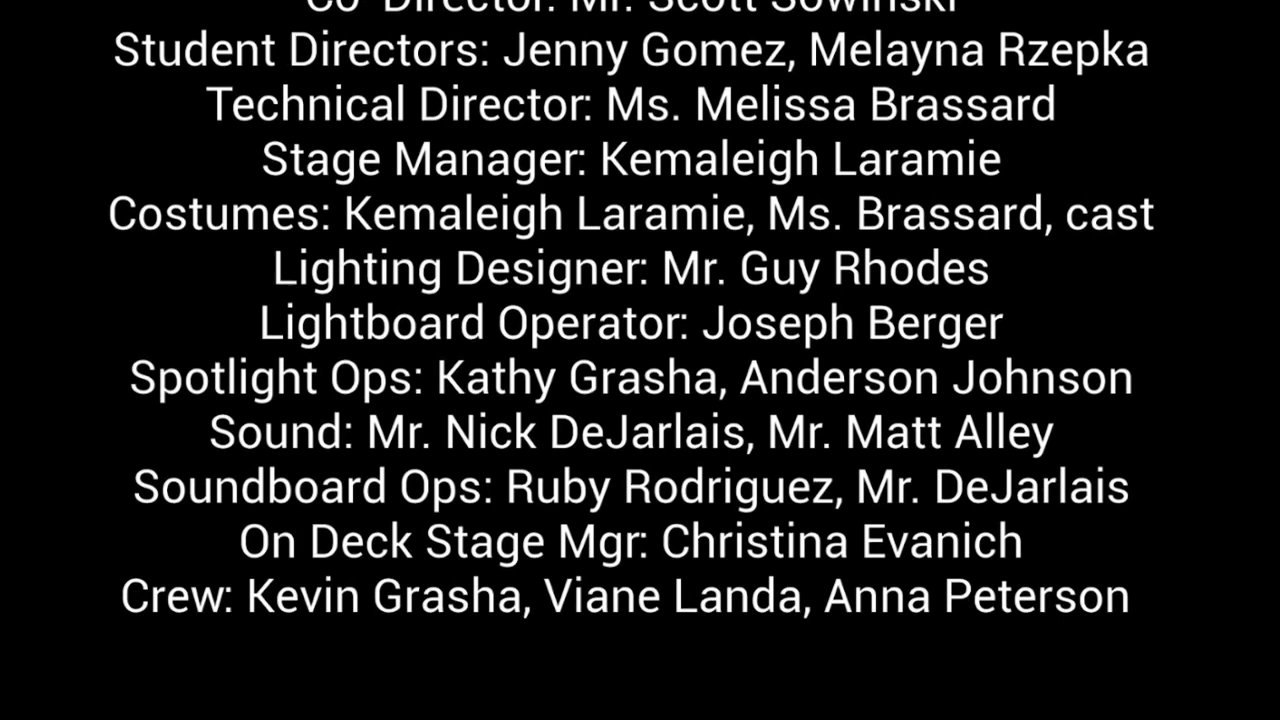 Co-Director: Mr. Scott Sowinski
Student Directors: Jenny Gomez, Melayna Rzepka
Technical Director: Ms. Melissa Brassard
Stage Manager: Kemaleigh Laramie
Costumes: Kemaleigh Laramie, Ms. Brassard, cast
Lighting Designer: Mr. Guy Rhodes
Lightboard Operator: Joseph Berger
Spotlight Ops: Kathy Grasha, Anderson Johnson
Sound: Mr. Nick DeJarlais, Mr. Matt Alley
Soundboard Ops: Ruby Rodriguez, Mr. DeJarlais
On Deck Stage Mgr: Christina Evanich
Crew: Kevin Grasha, Viane Landa, Anna Peterson